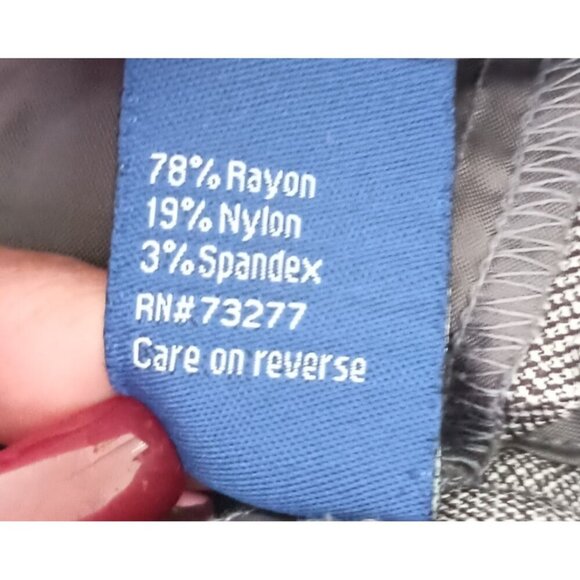 78% Rayon
19% Nylon
3% Spandex
RN# 73277
Care on reverse